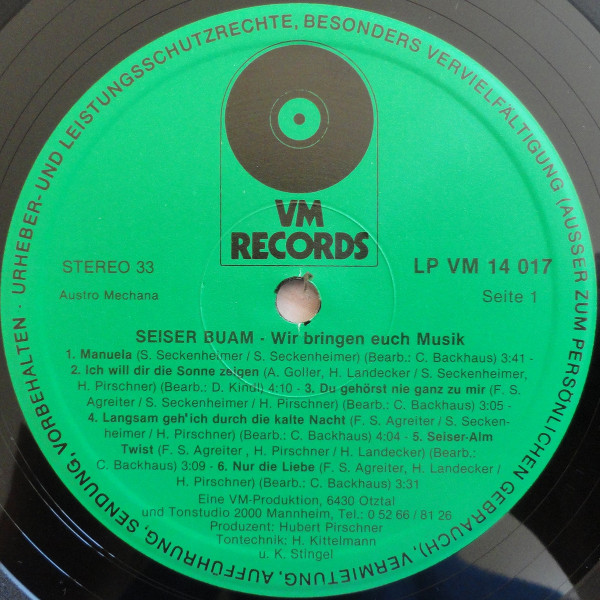 URHEBER- UND LEISTUNGSSCHUTZRECHTE, BESONDERS VERVIELFÄLTIGUNG (AUSSER ZUM PERSÖNLICHEN GEBRAUCH), VERMIETUNG, AUFFÜHRUNG, SENDUNG, VORBEHALTEN ·
VM
RECORDS
STEREO 33
LP VM 14 017
Austro Mechana
Seite 1
SEISER BUAM · Wir bringen euch Musik
1. Manuela (S. Seckenheimer / S. Seckenheimer) (Bearb.: C. Backhaus) 3:41 -
2. Ich will dir die Sonne zeigen (A. Goller, H. Landecker / S. Seckenheimer,
H. Pirschner) (Bearb.: D. Kindl) 4:10 - 3. Du gehörst nie ganz zu mir (F. S.
Agreiter / S. Seckenheimer / H. Pirschner) (Bearb.: C. Backhaus) 3:05 -
4. Langsam geh'ich durch die kalte Nacht (F. S. Agreiter / S. Secken-
heimer / H. Pirschner) (Bearb.: C. Backhaus) 4:04 - 5. Seiser-Alm
Twist (F. S. Agreiter , H. Pirschner / H. Landecker) (Bearb.:
C. Backhaus) 3:09 - 6. Nur die Liebe (F. S. Agreiter, H. Landecker /
H. Pirschner) (Bearb.: C. Backhaus) 3:31
Eine VM-Produktion, 6430 Ötztal
und Tonstudio 2000 Mannheim, Tel.: 0 52 66 / 81 26
Produzent: Hubert Pirschner
Tontechnik: H. Kittelmann
u. K. Stingel